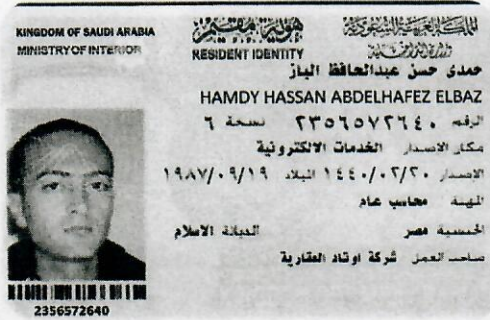 KINGDOM OF SAUDI ARABIA
MINISTRY OF INTERIOR
هوية مقيم
RESIDENT IDENTITY
المملكة العربية السعودية
وزارة الداخلية
حمدى حسن عبدالحافظ الباز
HAMDY HASSAN ABDELHAFEZ ELBAZ
الرقم ٢٣٥٦٥٧٢٦٤٠ نسخة ٦
مكان الاصدار الخدمات الالكترونية
الاصدار ١٤٤٠/٠٢/٢٠ الميلاد ١٩٨٧/٠٩/١٩
المهنة محاسب عام
الجنسية مصر الديانة الاسلام
صاحب العمل شركة اوتاد العقارية
2356572640